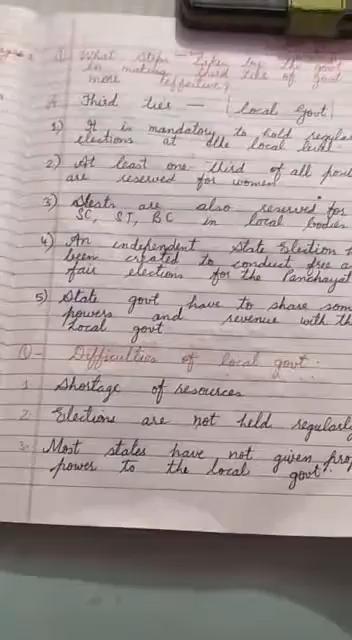 Q What steps - Taken by the govt
in making third tier of govt
more effective?
A Third tier — (Local Govt)
1) It is mandatory to hold regular
elections at the local level
2) At least one third of all
are reserved for women
3) Seats are also reserved for
SC, ST, BC in local bodies
4) An independent State Election
been created to conduct free
fair elections for the Panchayat
5) State govt have to share some
powers and revenue with th
Local govt
Q - Difficulties of local govt.
1 Shortage of resources
2 Elections are not held regularly
3. Most states have not given pro
power to the local govt.